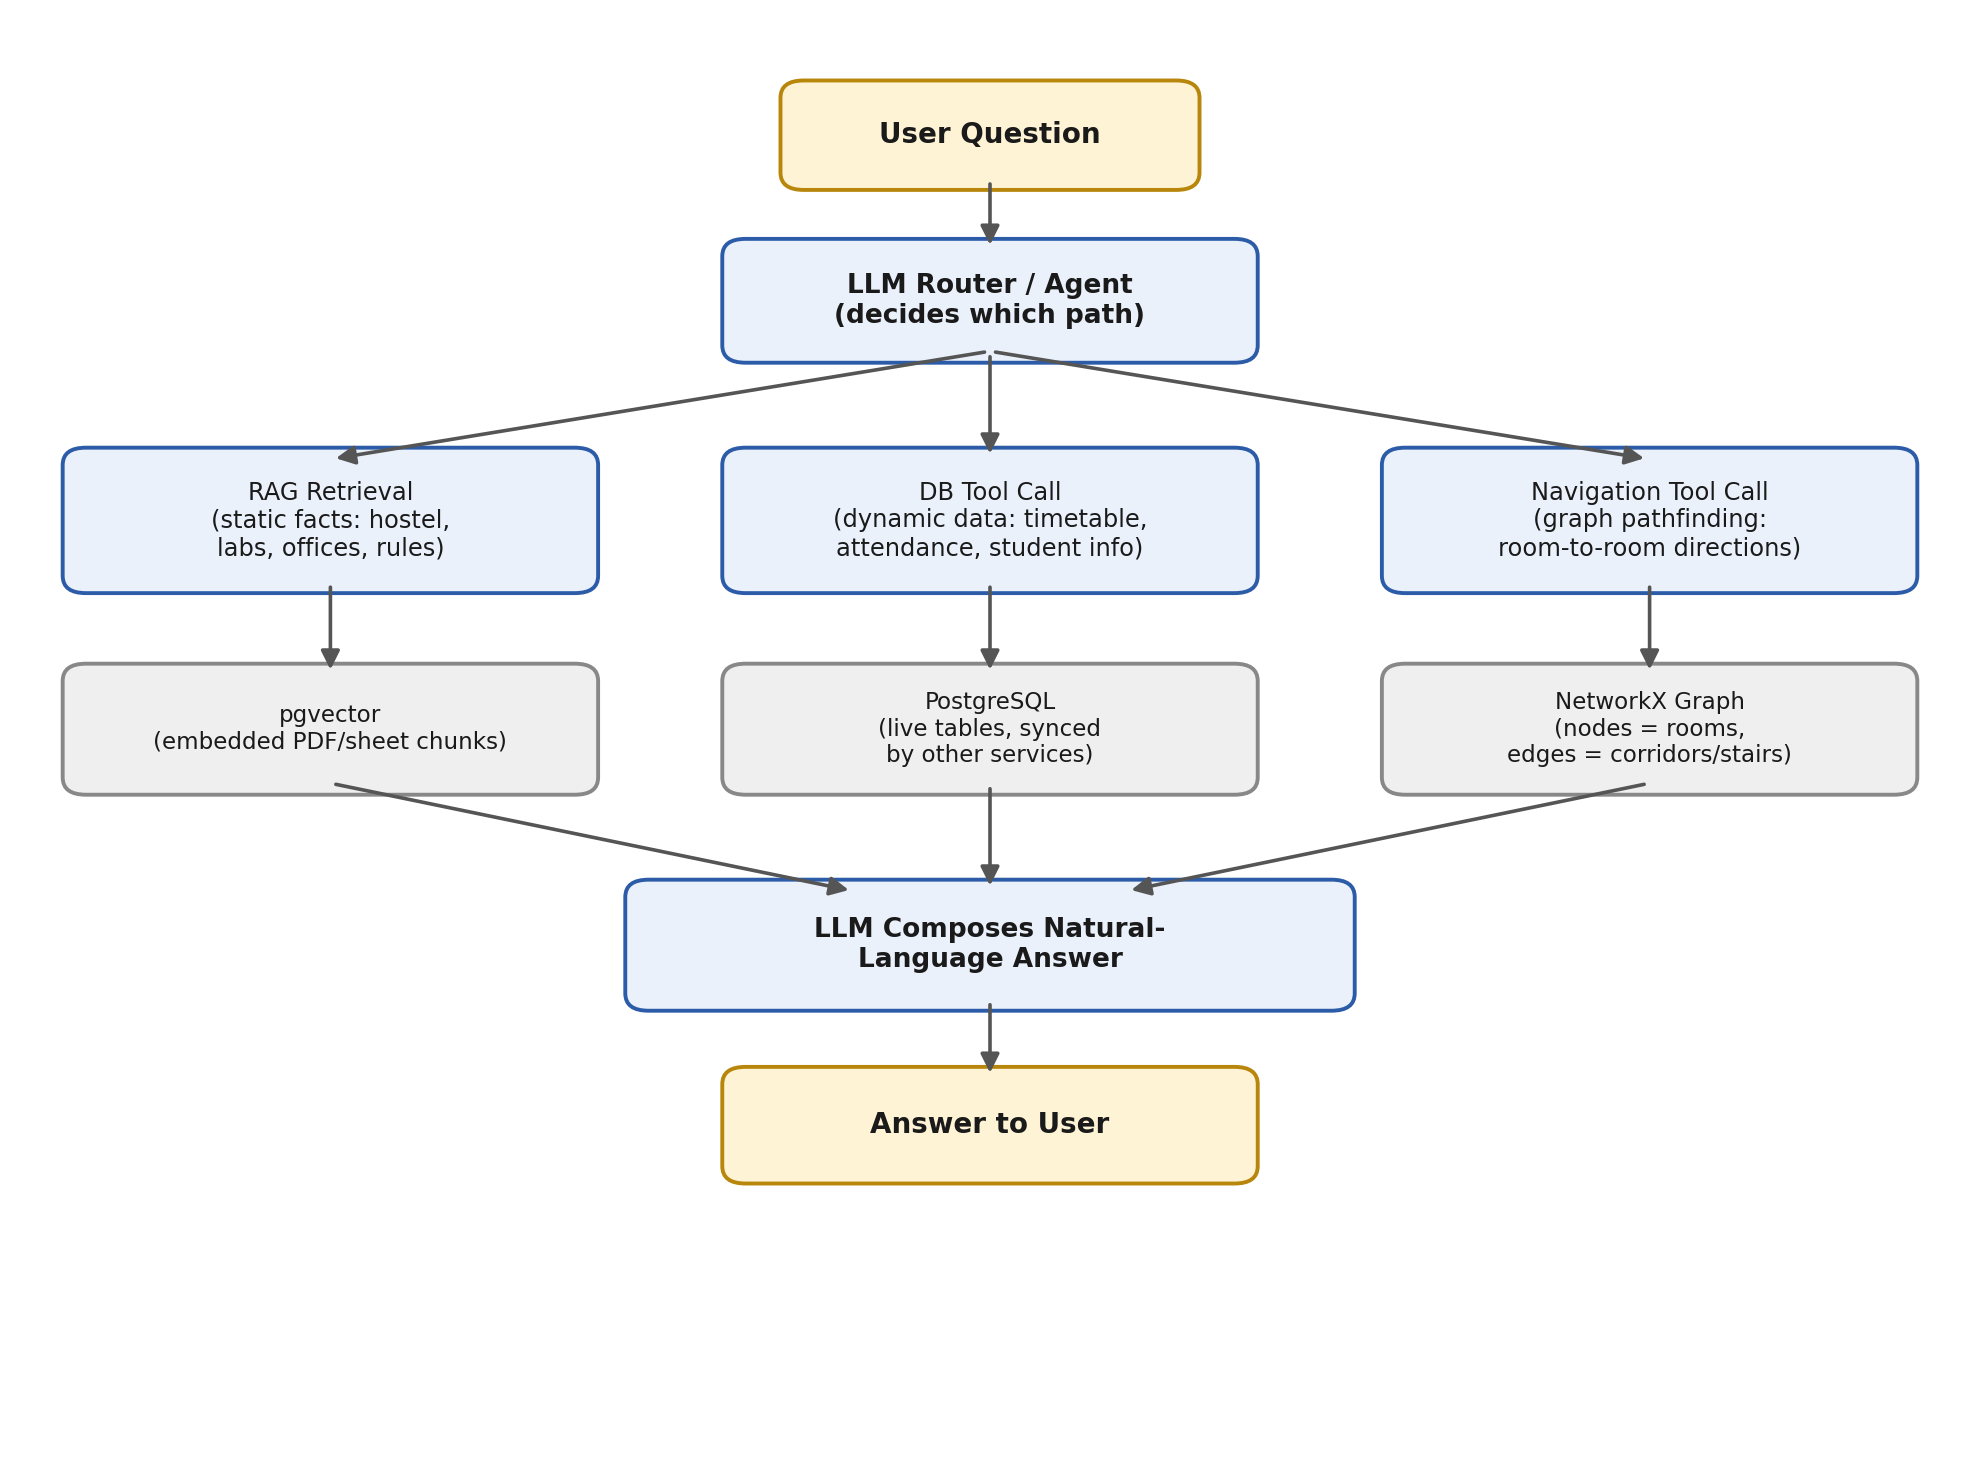 User Question
LLM Router / Agent
(decides which path)
RAG Retrieval
(static facts: hostel,
labs, offices, rules)
DB Tool Call
(dynamic data: timetable,
attendance, student info)
Navigation Tool Call
(graph pathfinding:
room-to-room directions)
pgvector
(embedded PDF/sheet chunks)
PostgreSQL
(live tables, synced
by other services)
NetworkX Graph
(nodes = rooms,
edges = corridors/stairs)
LLM Composes Natural-
Language Answer
Answer to User